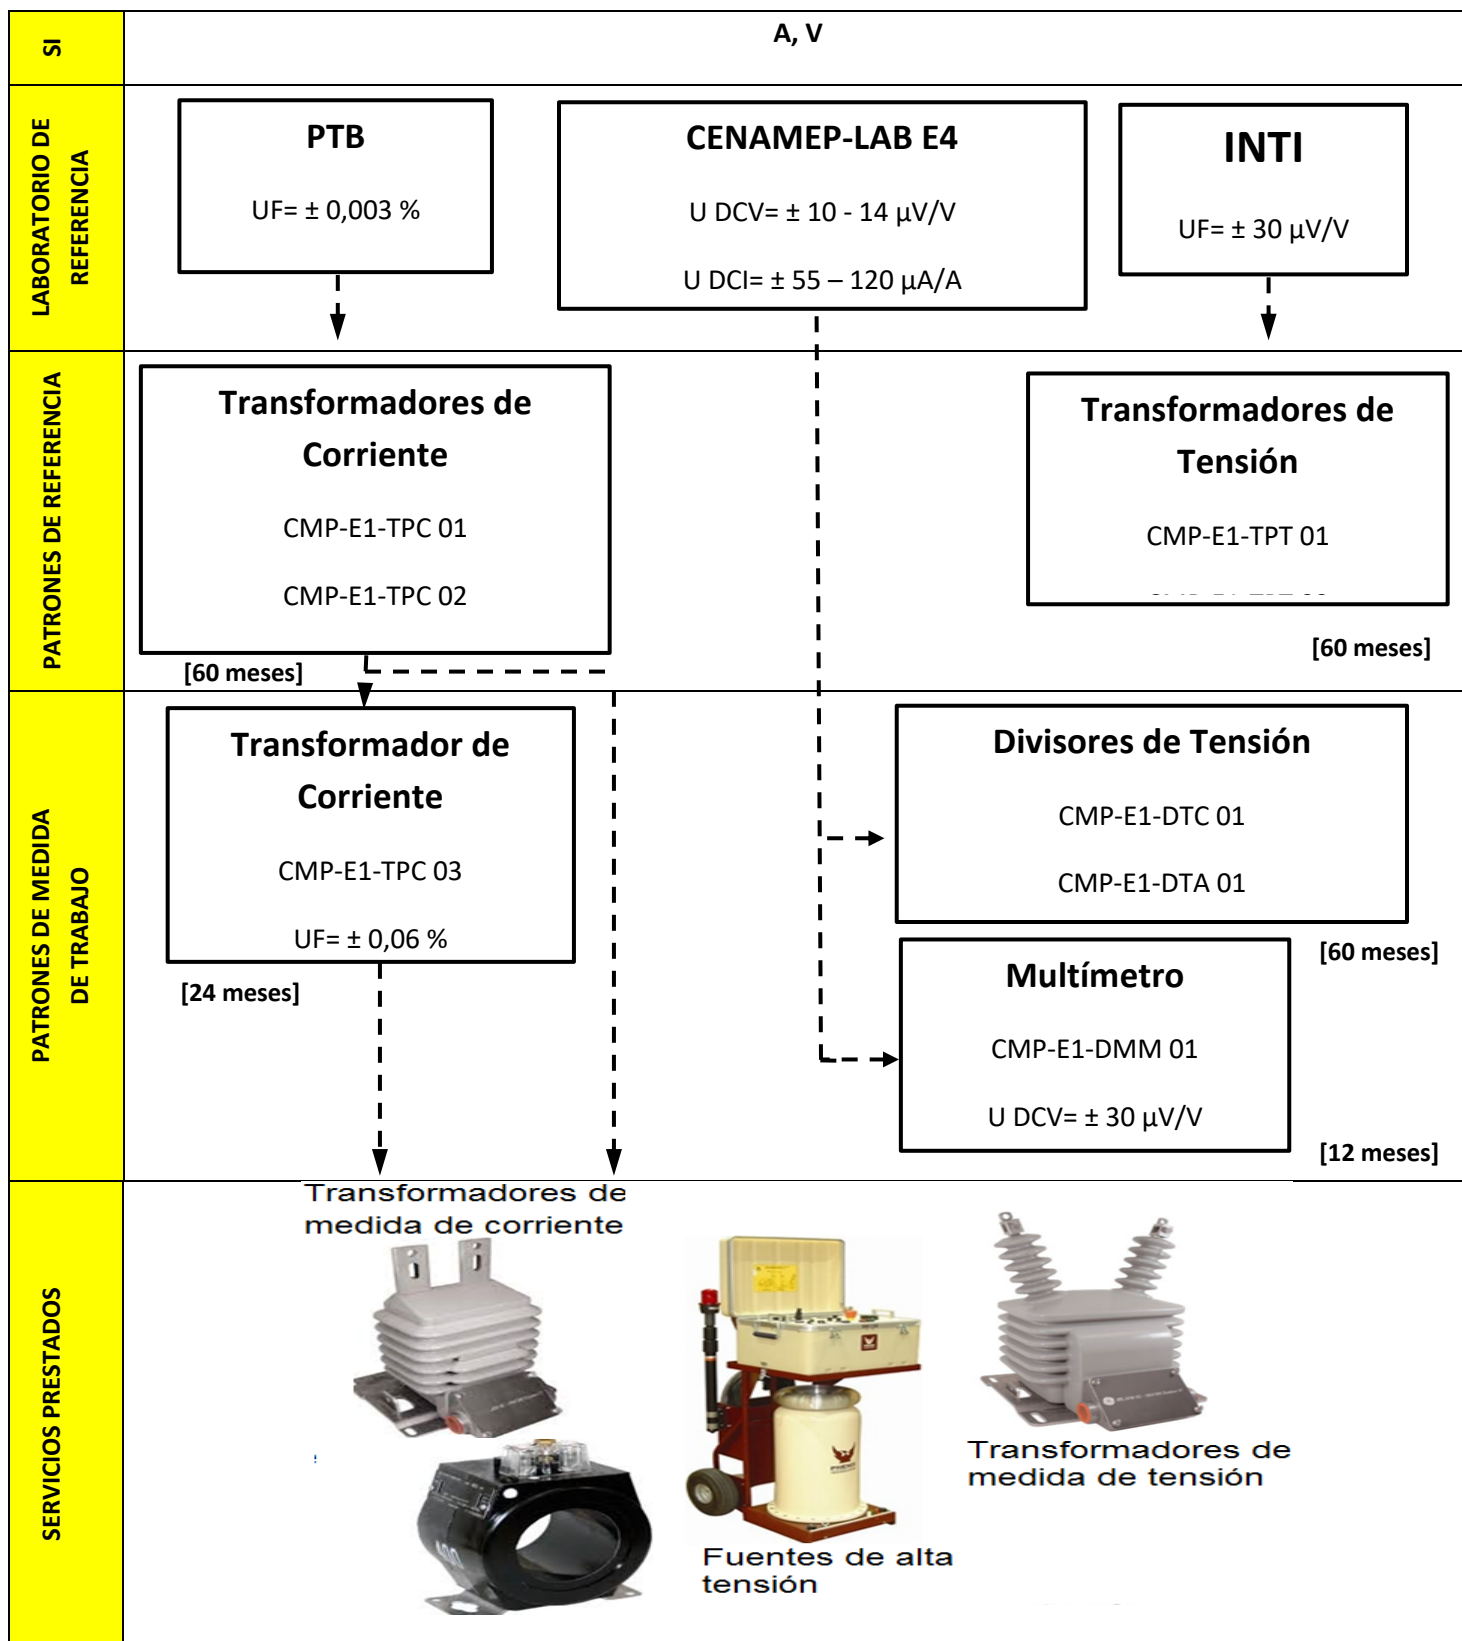 SI
A, V
LABORATORIO DE
REFERENCIA
PTB
UF= ± 0,003 %
CENAMEP-LAB E4
U DCV= ± 10 - 14 µV/V
U DCI= ± 55 – 120 µA/A
INTI
UF= ± 30 µV/V
PATRONES DE REFERENCIA
Transformadores de
Corriente
CMP-E1-TPC 01
CMP-E1-TPC 02
[60 meses]
Transformadores de
Tensión
CMP-E1-TPT 01
[60 meses]
PATRONES DE MEDIDA
DE TRABAJO
Transformador de
Corriente
CMP-E1-TPC 03
UF= ± 0,06 %
[24 meses]
Divisores de Tensión
CMP-E1-DTC 01
CMP-E1-DTA 01
[60 meses]
Multímetro
CMP-E1-DMM 01
U DCV= ± 30 µV/V
[12 meses]
SERVICIOS PRESTADOS
Transformadores de
medida de corriente
Transformadores de
medida de tensión
Fuentes de alta
tensión